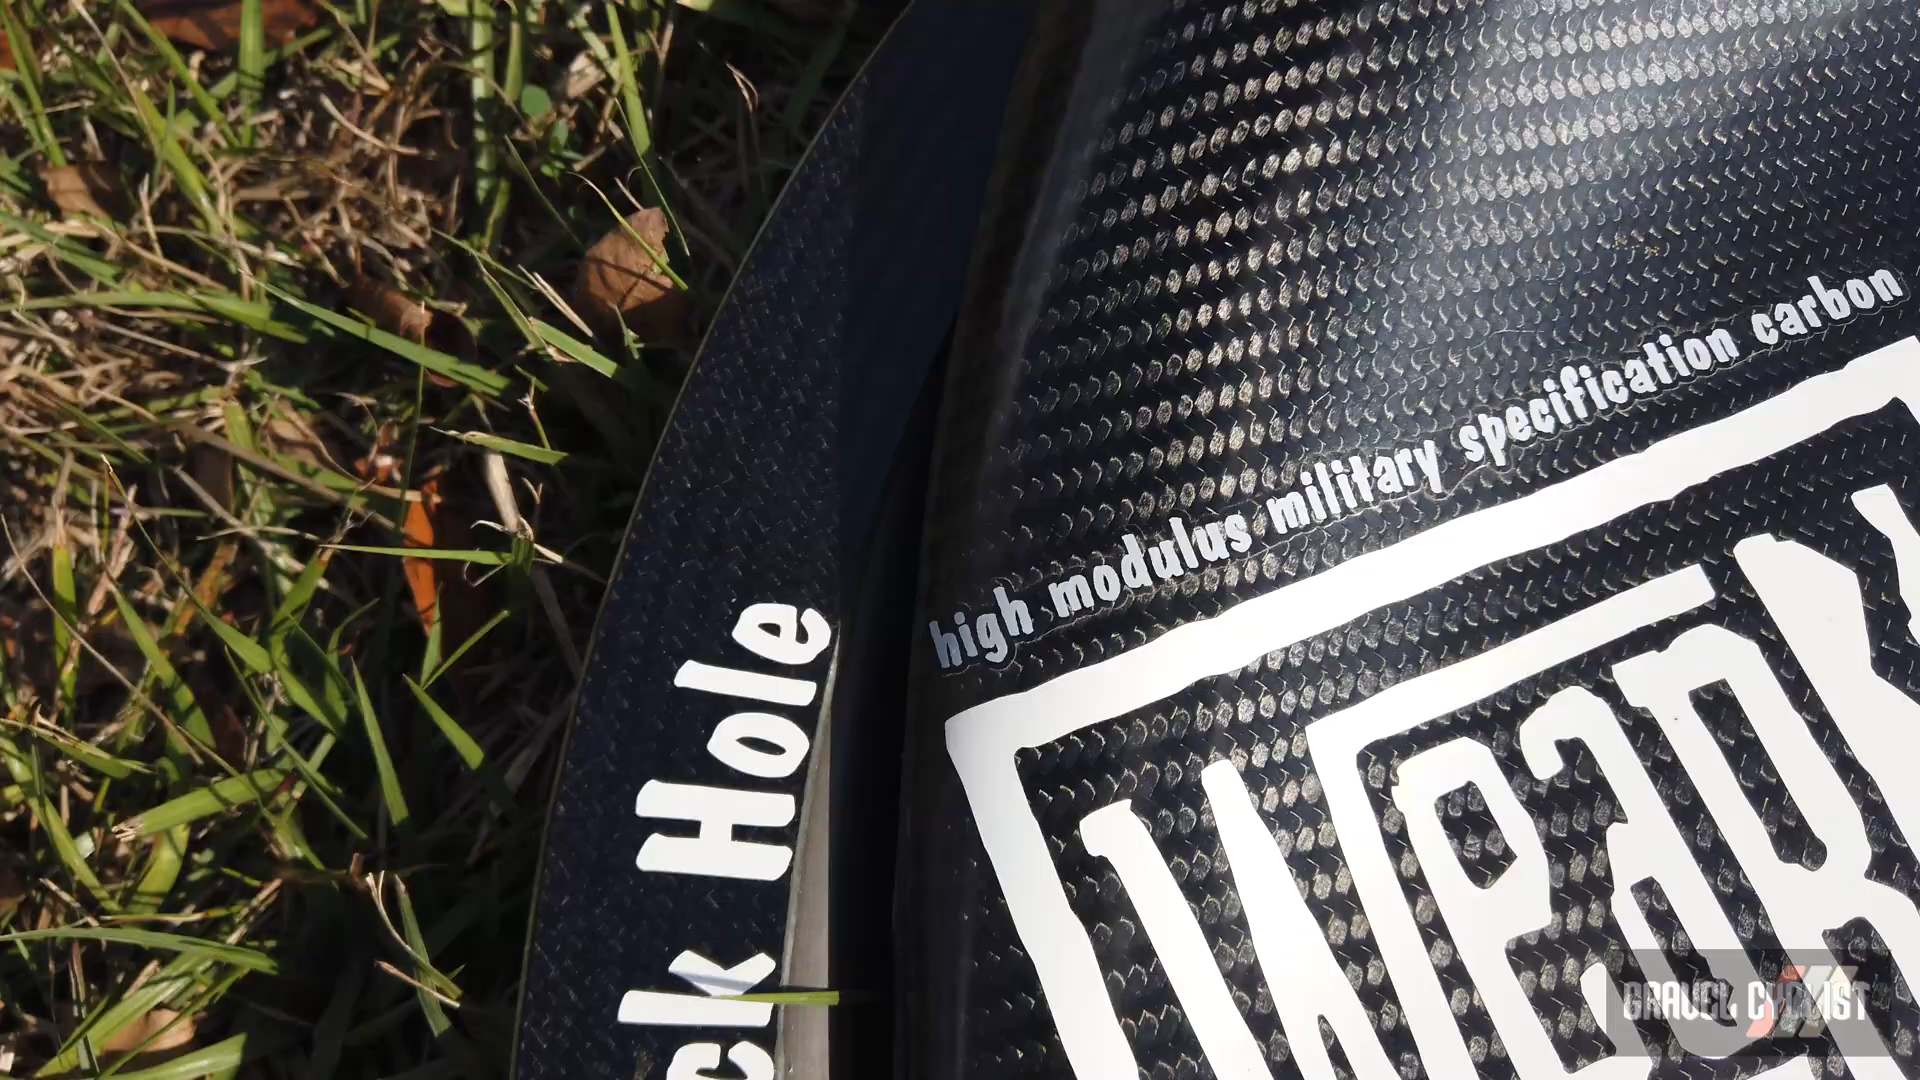 high modulus military specification carbon
ck Hole
GRAVEL CYCLIST